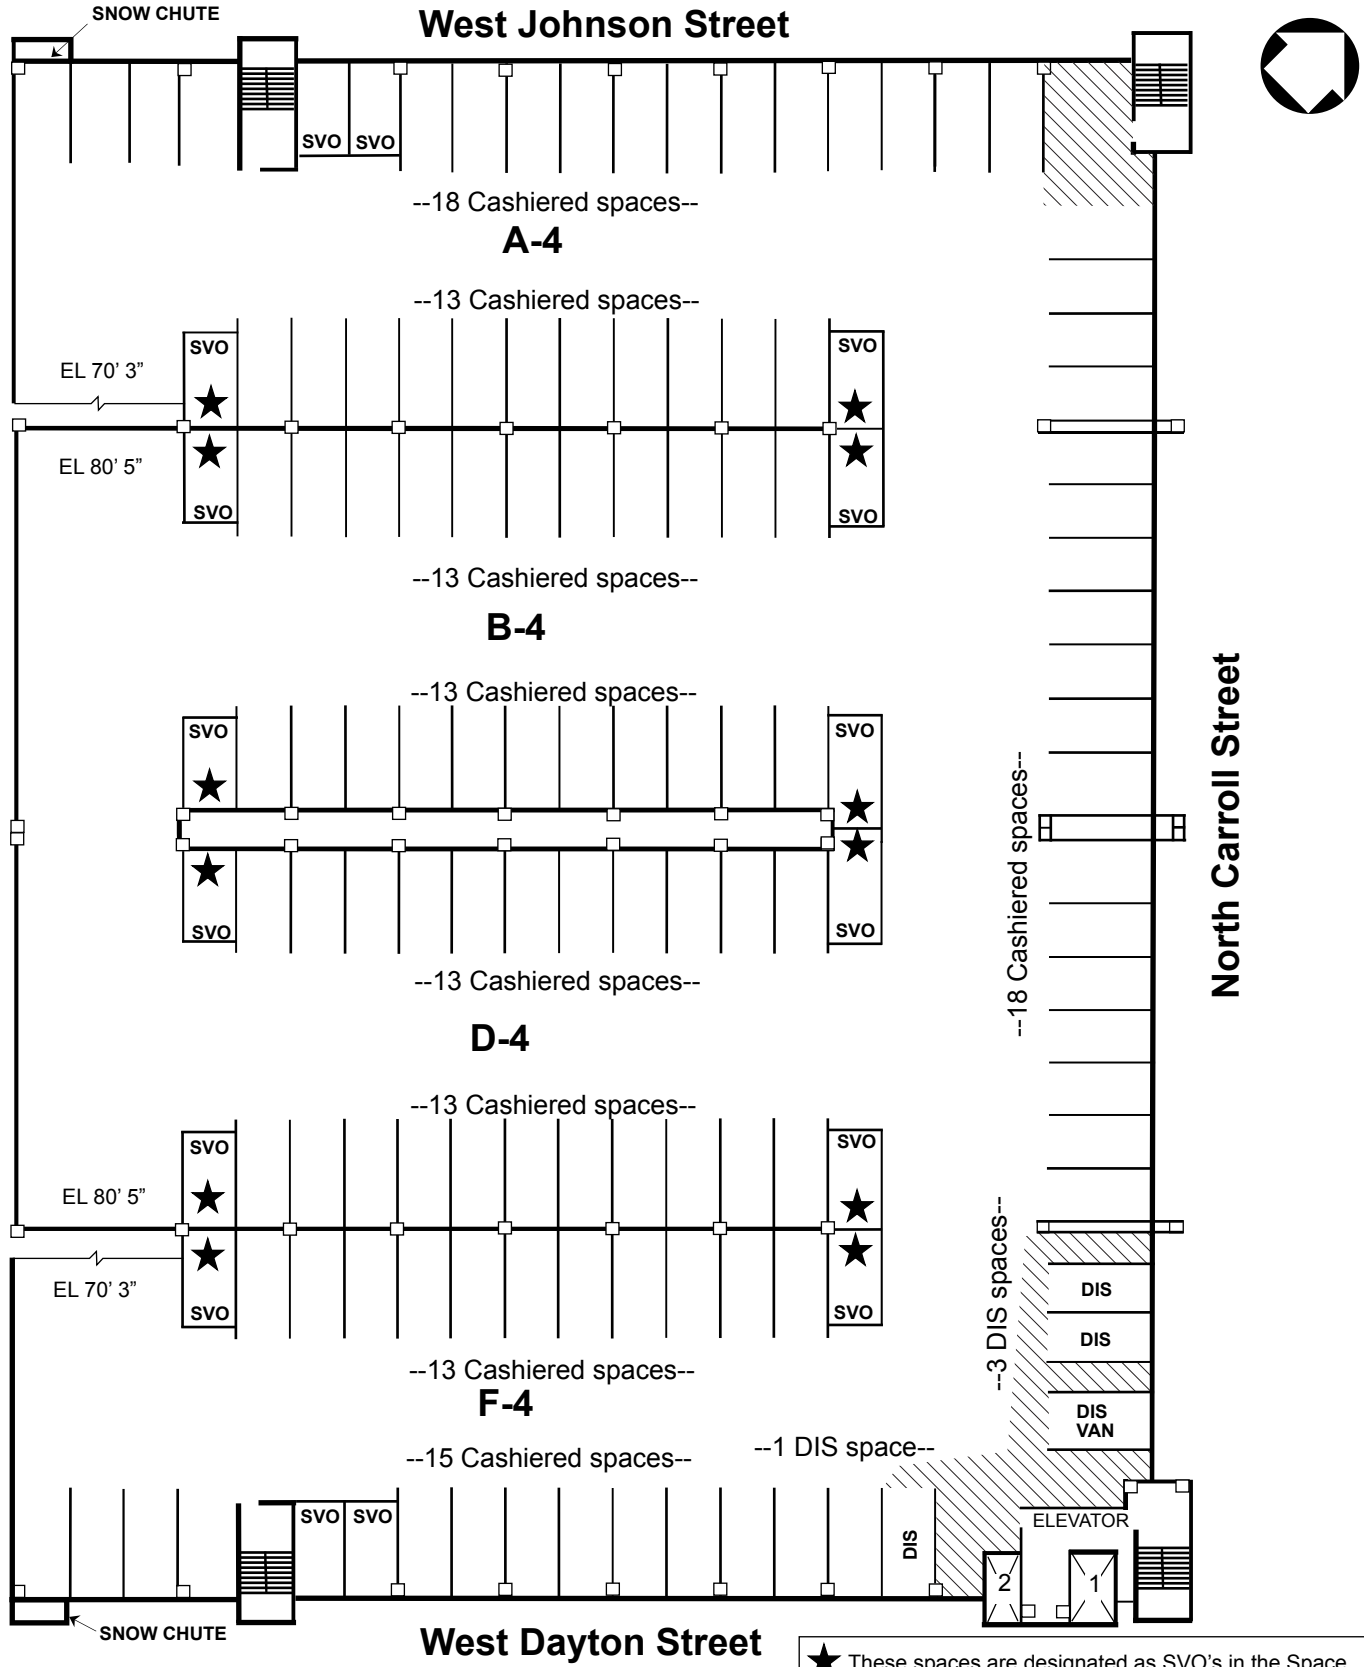 SNOW CHUTE
West Johnson Street
SVO SVO
--18 Cashiered spaces--
A-4
--13 Cashiered spaces--
SVO
SVO
EL 70’ 3”
EL 80’ 5”
SVO
SVO
--13 Cashiered spaces--
B-4
--13 Cashiered spaces--
SVO
SVO
North Carroll Street
--18 Cashiered spaces--
SVO
SVO
--13 Cashiered spaces--
D-4
--13 Cashiered spaces--
SVO
SVO
EL 80’ 5”
EL 70’ 3”
--3 DIS spaces--
DIS
DIS
SVO
SVO
--13 Cashiered spaces--
F-4
DIS
VAN
--15 Cashiered spaces--
--1 DIS space--
SVO SVO
DIS
ELEVATOR
2
1
SNOW CHUTE
West Dayton Street
These spaces are designated as SVO's in the Space